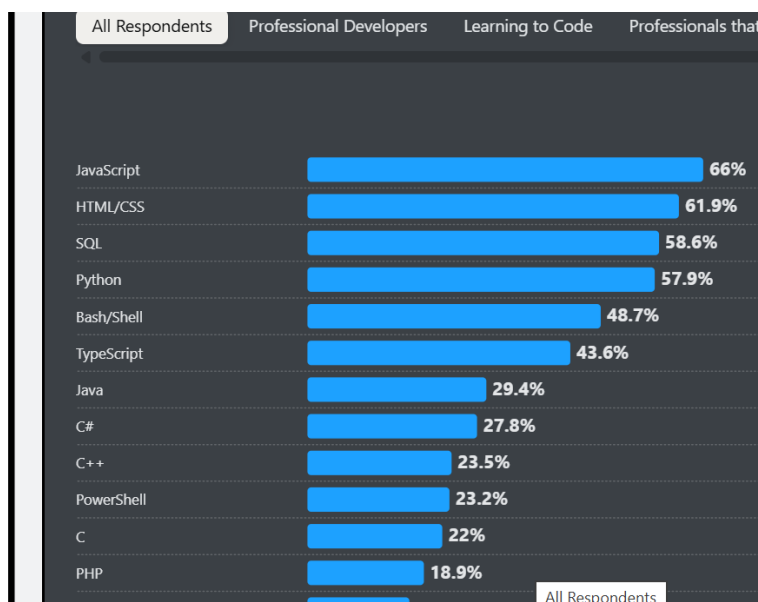 All Respondents Professional Developers Learning to Code Professionals that
JavaScript 66%
HTML/CSS 61.9%
SQL 58.6%
Python 57.9%
Bash/Shell 48.7%
TypeScript 43.6%
Java 29.4%
C# 27.8%
C++ 23.5%
PowerShell 23.2%
C 22%
PHP 18.9%
All Respondents